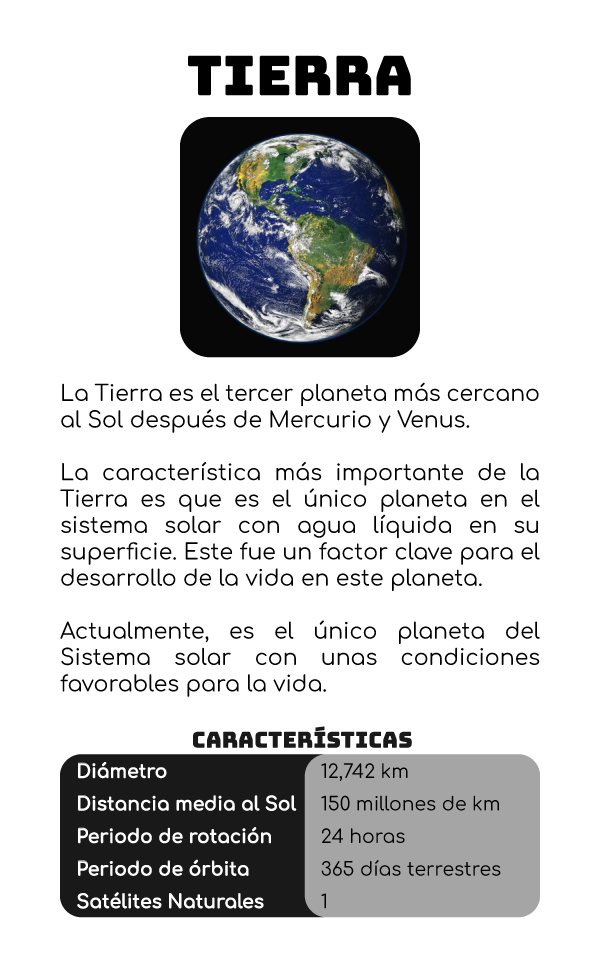 TIERRA
La Tierra es el tercer planeta más cercano
al Sol después de Mercurio y Venus.
La característica más importante de la
Tierra es que es el único planeta en el
sistema solar con agua líquida en su
superficie. Este fue un factor clave para el
desarrollo de la vida en este planeta.
Actualmente, es el único planeta del
Sistema solar con unas condiciones
favorables para la vida.
CARACTERÍSTICAS
Diámetro 12,742 km
Distancia media al Sol 150 millones de km
Periodo de rotación 24 horas
Periodo de órbita 365 días terrestres
Satélites Naturales 1